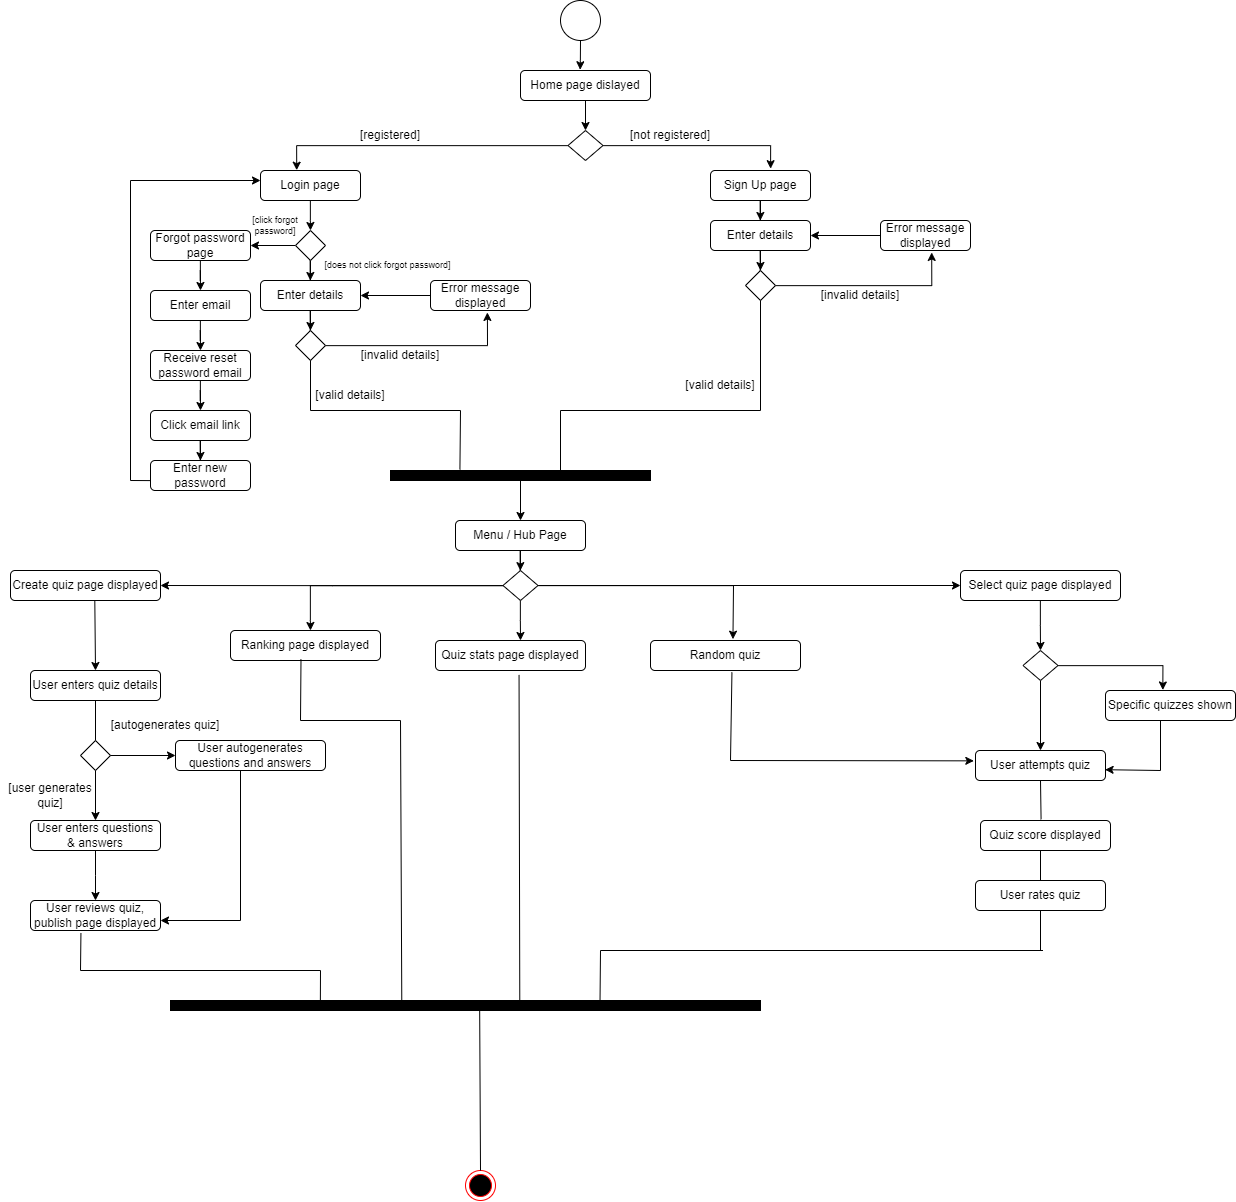 Home page dislayed
[registered]
[not registered]
Login page
Sign Up page
[click forgot
password]
Forgot password
page
Enter details
Error message
displayed
[does not click forgot password]
Enter email
Enter details
Error message
displayed
[invalid details]
[invalid details]
Receive reset
password email
[valid details]
[valid details]
Click email link
Enter new
password
Menu / Hub Page
Create quiz page displayed
Select quiz page displayed
Ranking page displayed
Quiz stats page displayed
Random quiz
User enters quiz details
Specific quizzes shown
[autogenerates quiz]
User autogenerates
questions and answers
User attempts quiz
[user generates
quiz]
User enters questions
& answers
Quiz score displayed
User rates quiz
User reviews quiz,
publish page displayed